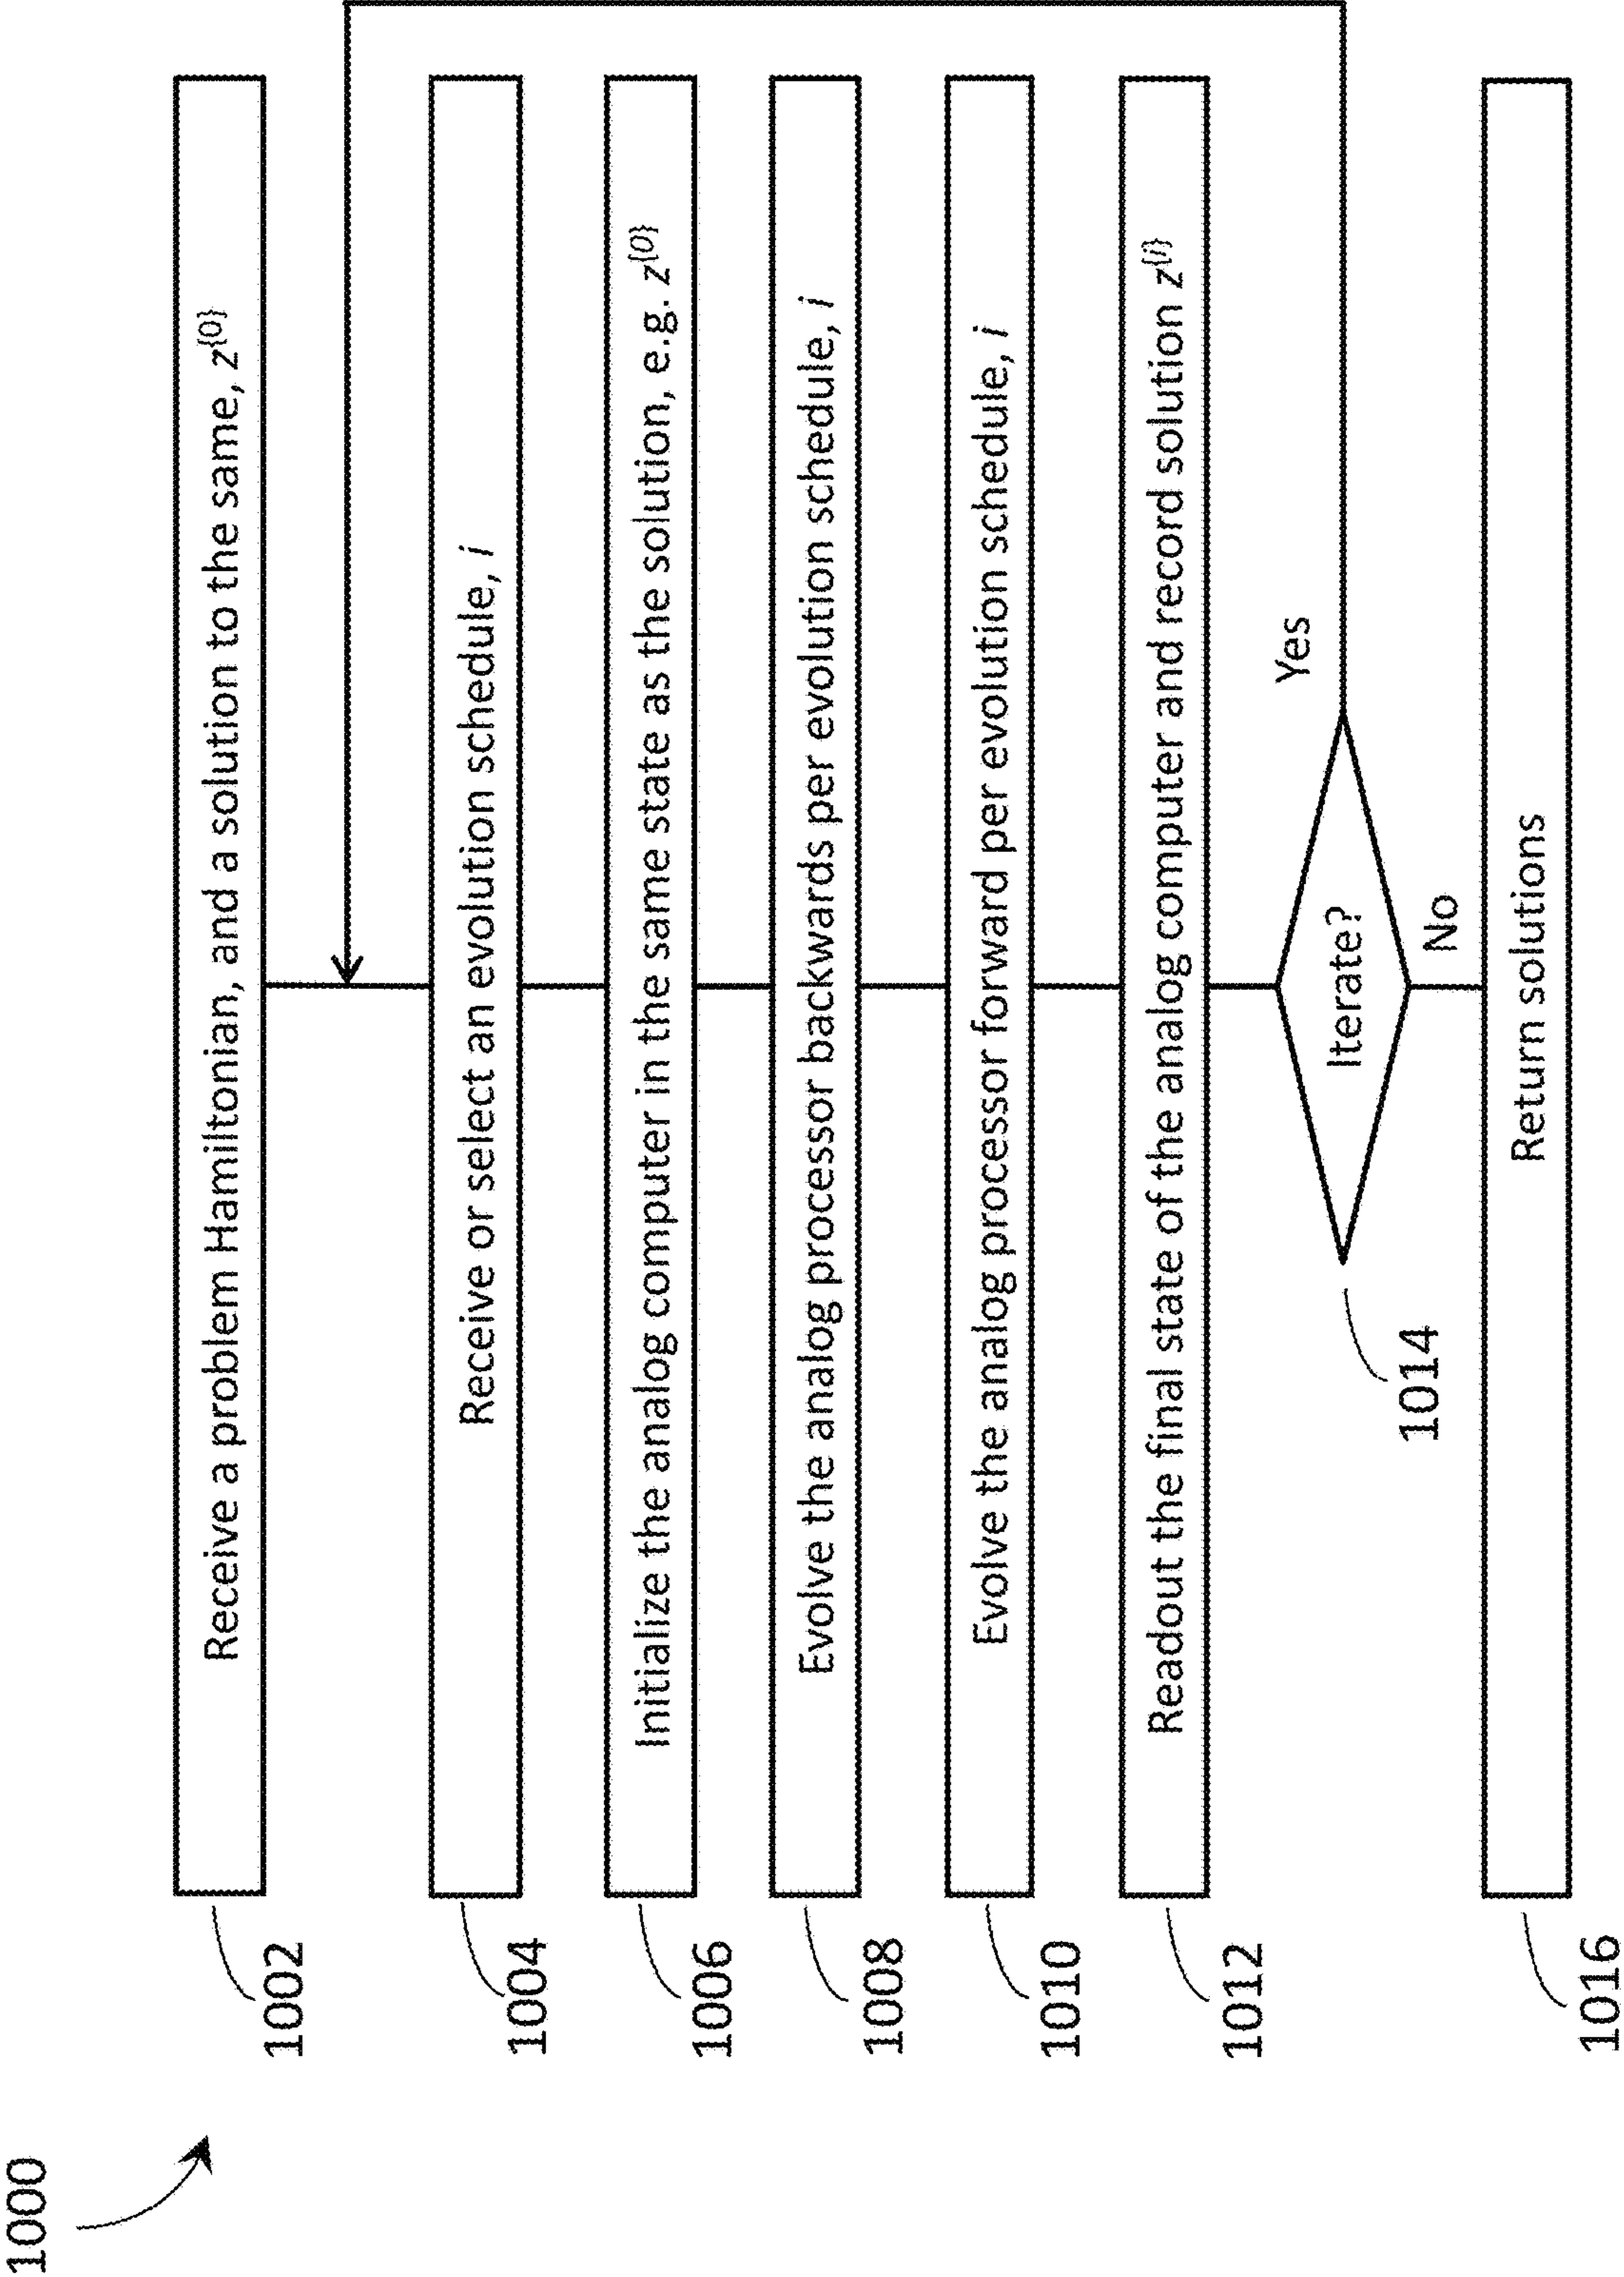 1000
1002
Receive a problem Hamiltonian, and a solution to the same, z^{0}
1004
Receive or select an evolution schedule, i
1006
Initialize the analog computer in the same state as the solution, e.g. z^{0}
1008
Evolve the analog processor backwards per evolution schedule, i
1010
Evolve the analog processor forward per evolution schedule, i
1012
Readout the final state of the analog computer and record solution z^{i}
1014
Iterate?
Yes
No
1016
Return solutions